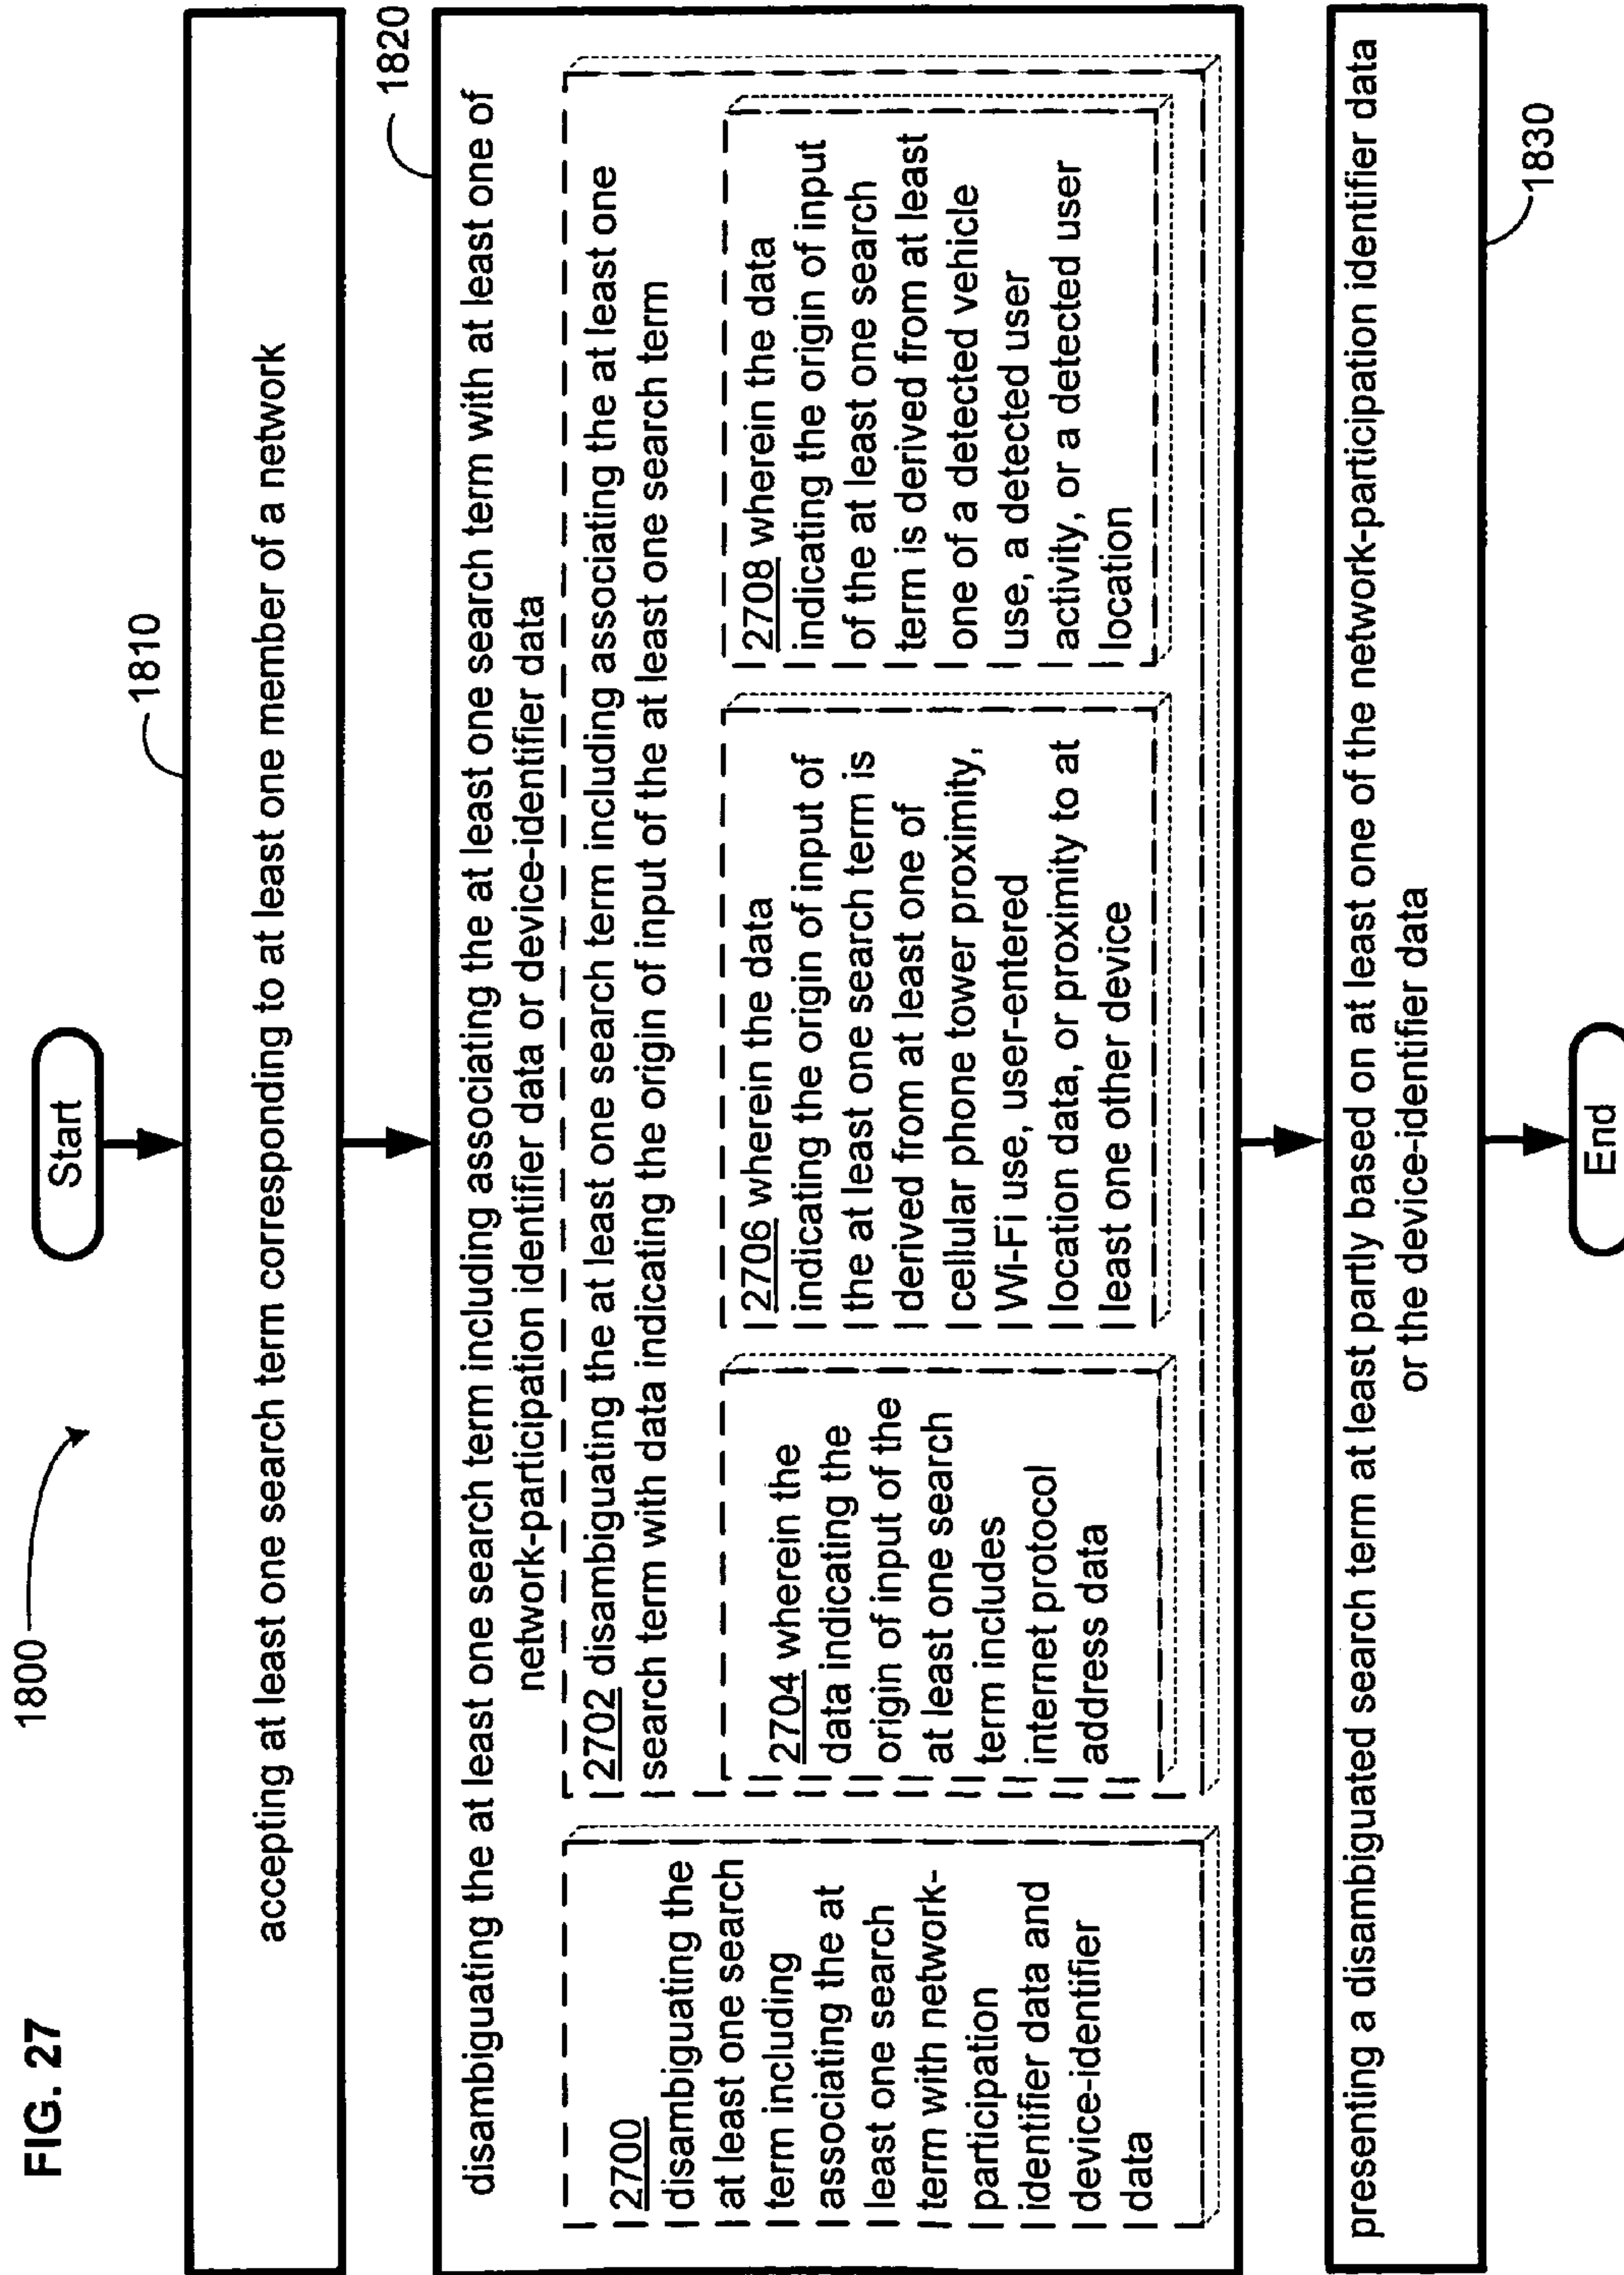 FIG. 27
1800
Start
1810
accepting at least one search term corresponding to at least one member of a network
1820
disambiguating the at least one search term including associating the at least one search term with at least one of
network-participation identifier data or device-identifier data
2700
disambiguating the
at least one search
term including
associating the at
least one search
term with network-
participation
identifier data and
device-identifier
data
2702 disambiguating the at least one search term including associating the at least one
search term with data indicating the origin of input of the at least one search term
2704 wherein the
data indicating the
origin of input of the
at least one search
term includes
internet protocol
address data
2706 wherein the data
indicating the origin of input of
the at least one search term is
derived from at least one of
cellular phone tower proximity,
Wi-Fi use, user-entered
location data, or proximity to at
least one other device
2708 wherein the data
indicating the origin of input
of the at least one search
term is derived from at least
one of a detected vehicle
use, a detected user
activity, or a detected user
location
presenting a disambiguated search term at least partly based on at least one of the network-participation identifier data
or the device-identifier data
1830
End